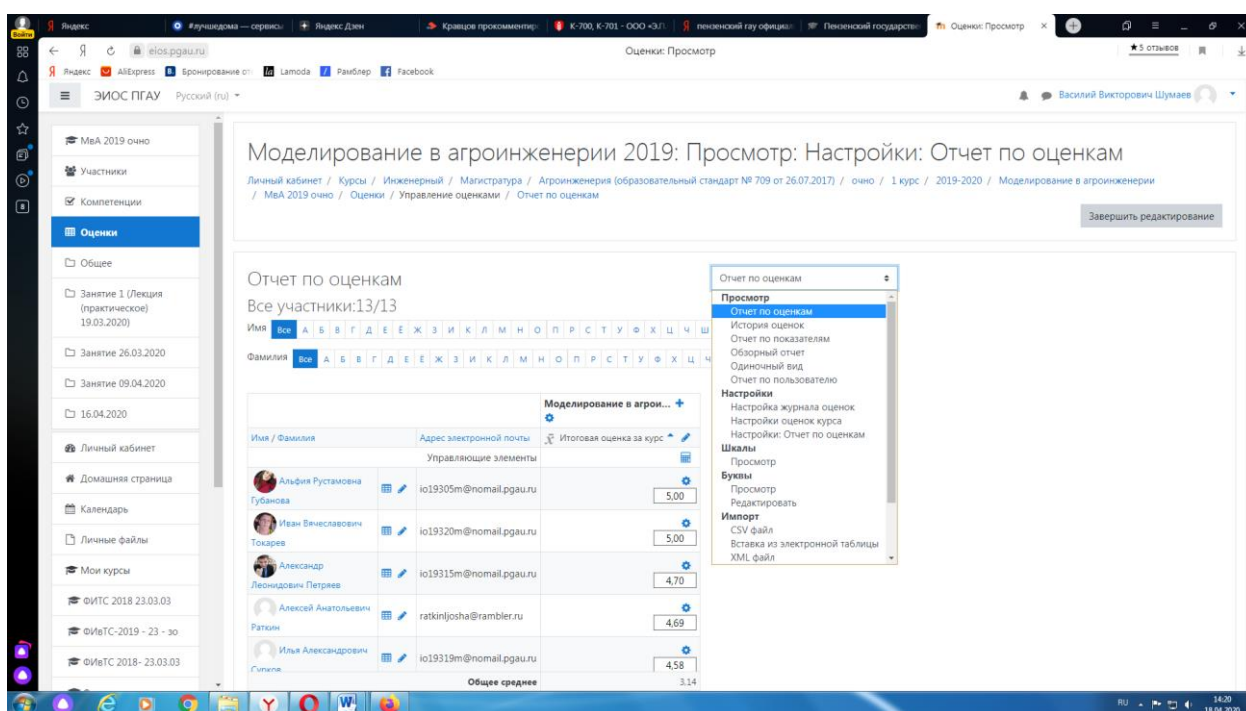 Яндекс
#лучшедома — сервисы
Яндекс.Дзен
Кравцов прокомментиро
К-700, К-701 - ООО «ЭЛ
пензенский гау официал
Пензенский государстве
Оценки: Просмотр
Войти
eios.pgau.ru
Оценки: Просмотр
★ 5 отзывов
Яндекс
AliExpress
Бронирование от
Lamoda
Рамблер
Facebook
ЭИОС ПГАУ
Русский (ru)
Василий Викторович Шумаев
МвА 2019 очно
Участники
Компетенции
Оценки
Общее
Занятие 1 (Лекция
(практическое)
19.03.2020)
Занятие 26.03.2020
Занятие 09.04.2020
16.04.2020
Личный кабинет
Домашняя страница
Календарь
Личные файлы
Мои курсы
ФИТС 2018 23.03.03
ФИвТС-2019 - 23 - зо
ФИвТС 2018- 23.03.03
Моделирование в агроинженерии 2019: Просмотр: Настройки: Отчет по оценкам
Личный кабинет / Курсы / Инженерный / Магистратура / Агроинженерия (образовательный стандарт № 709 от 26.07.2017) / очно / 1 курс / 2019-2020 / Моделирование в агроинженерии
/ МвА 2019 очно / Оценки / Управление оценками / Отчет по оценкам
Завершить редактирование
Отчет по оценкам
Все участники:13/13
Имя Все А Б В Г Д Е Ё Ж З И К Л М Н О П Р С Т У Ф Х Ц Ч Ш
Фамилия Все А Б В Г Д Е Ё Ж З И К Л М Н О П Р С Т У Ф Х Ц Ч
Моделирование в агрои...
Имя / Фамилия
Адрес электронной почты
Итоговая оценка за курс
Управляющие элементы
Альфия Рустамовна
Губанова
io19305m@nomail.pgau.ru
5,00
Иван Вячеславович
Токарев
io19320m@nomail.pgau.ru
5,00
Александр
Леонидович Петряев
io19315m@nomail.pgau.ru
4,70
Алексей Анатольевич
Раткин
ratkinljosha@rambler.ru
4,69
Илья Александрович
Сурков
io19319m@nomail.pgau.ru
4,58
Общее среднее
3,14
Отчет по оценкам
Просмотр
Отчет по оценкам
История оценок
Отчет по показателям
Обзорный отчет
Одиночный вид
Отчет по пользователю
Настройки
Настройка журнала оценок
Настройки оценок курса
Настройки: Отчет по оценкам
Шкалы
Просмотр
Буквы
Просмотр
Редактировать
Импорт
CSV файл
Вставка из электронной таблицы
XML файл
RU
14:20
18.04.2020